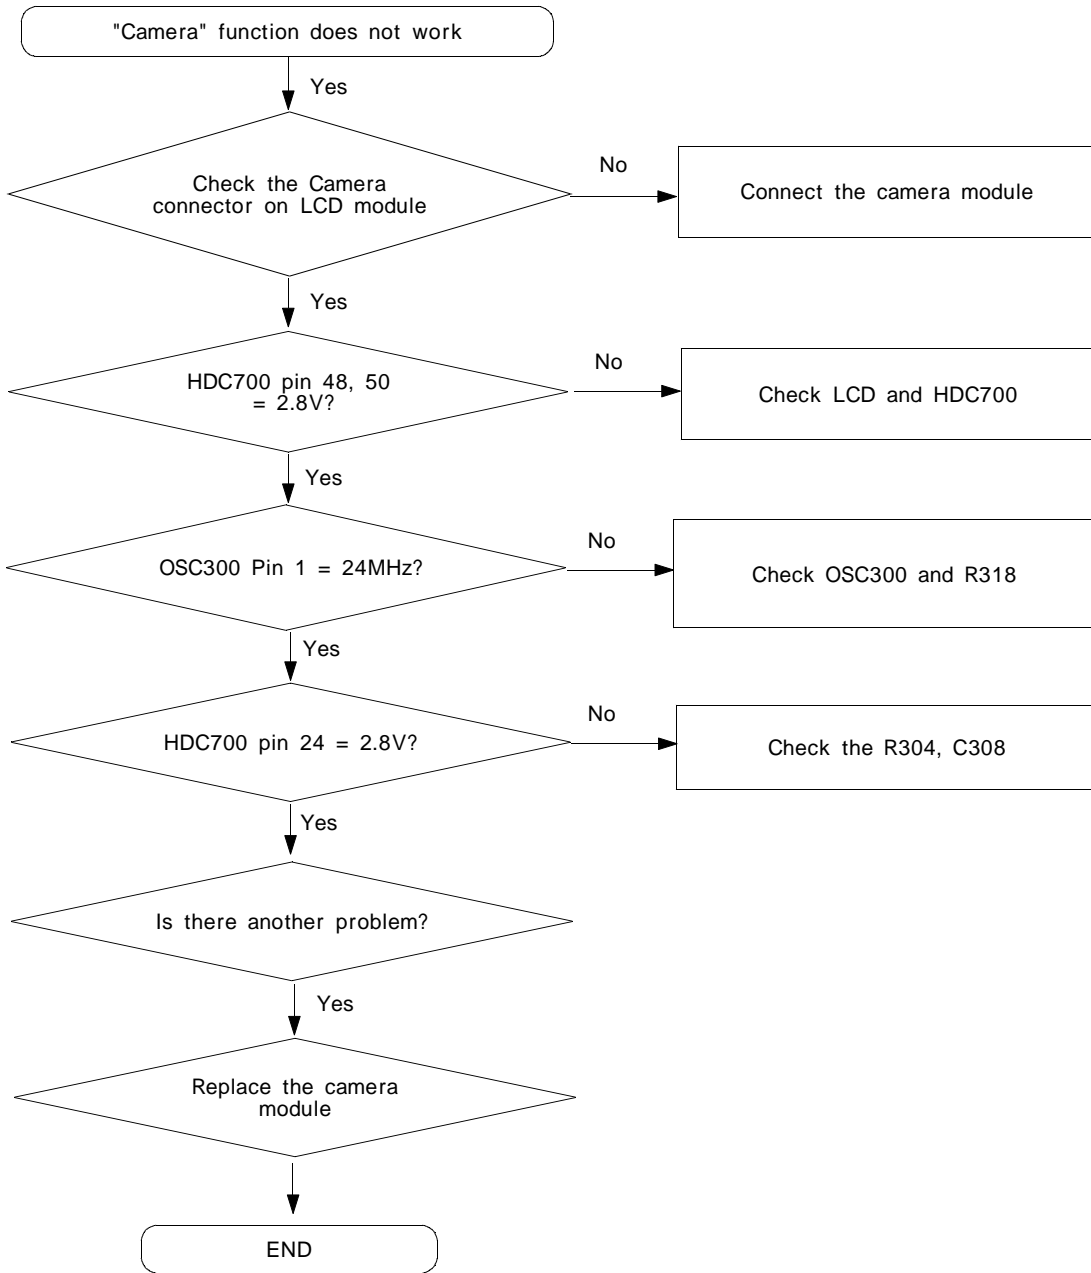 "Camera" function does not work
Yes
Check the Camera
connector on LCD module
No
Connect the camera module
Yes
HDC700 pin 48, 50
= 2.8V?
No
Check LCD and HDC700
Yes
OSC300 Pin 1 = 24MHz?
No
Check OSC300 and R318
Yes
HDC700 pin 24 = 2.8V?
No
Check the R304, C308
Yes
Is there another problem?
Yes
Replace the camera
module
END